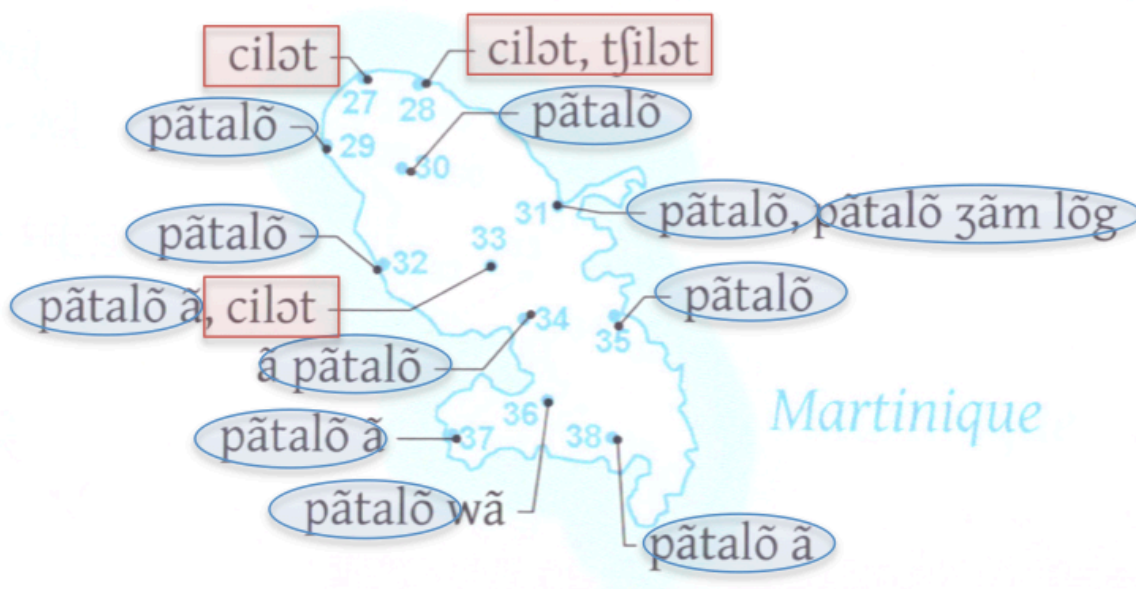 cilɔt
cilɔt, tʃilɔt
27
28
pãtalõ
pãtalõ
29
30
pãtalõ, pãtalõ ʒãm lõg
31
pãtalõ
33
32
pãtalõ
pãtalõ ã, cilɔt
34
35
ã pãtalõ
36
Martinique
pãtalõ ã
37
38
pãtalõ wã
pãtalõ ã